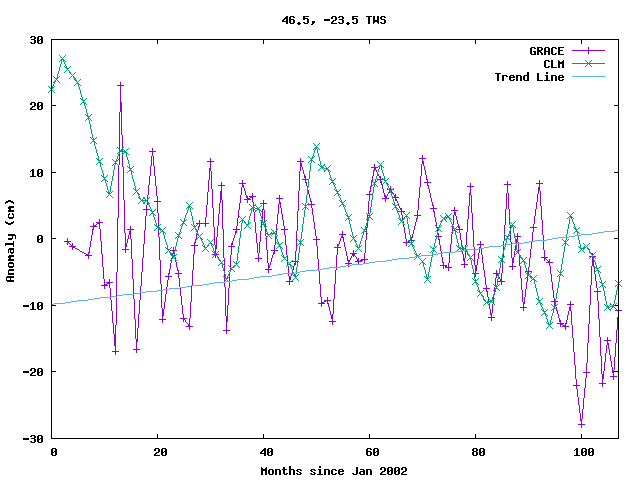 46.5, -23.5 TWS
GRACE
CLM
Trend Line
30
20
10
0
-10
-20
-30
Anomaly (cm)
0 20 40 60 80 100
Months since Jan 2002